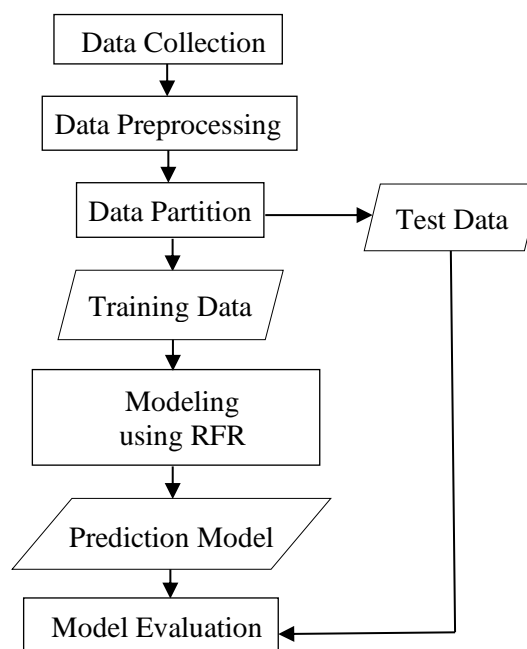 Data Collection
Data Preprocessing
Data Partition
Test Data
Training Data
Modeling
using RFR
Prediction Model
Model Evaluation